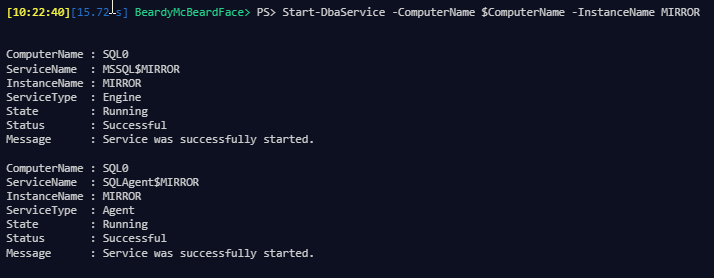 [10:22:40][15.72 s] BeardyMcBeardFace> PS> Start-DbaService -ComputerName $ComputerName -InstanceName MIRROR
ComputerName : SQL0
ServiceName  : MSSQL$MIRROR
InstanceName : MIRROR
ServiceType  : Engine
State        : Running
Status       : Successful
Message      : Service was successfully started.
ComputerName : SQL0
ServiceName  : SQLAgent$MIRROR
InstanceName : MIRROR
ServiceType  : Agent
State        : Running
Status       : Successful
Message      : Service was successfully started.